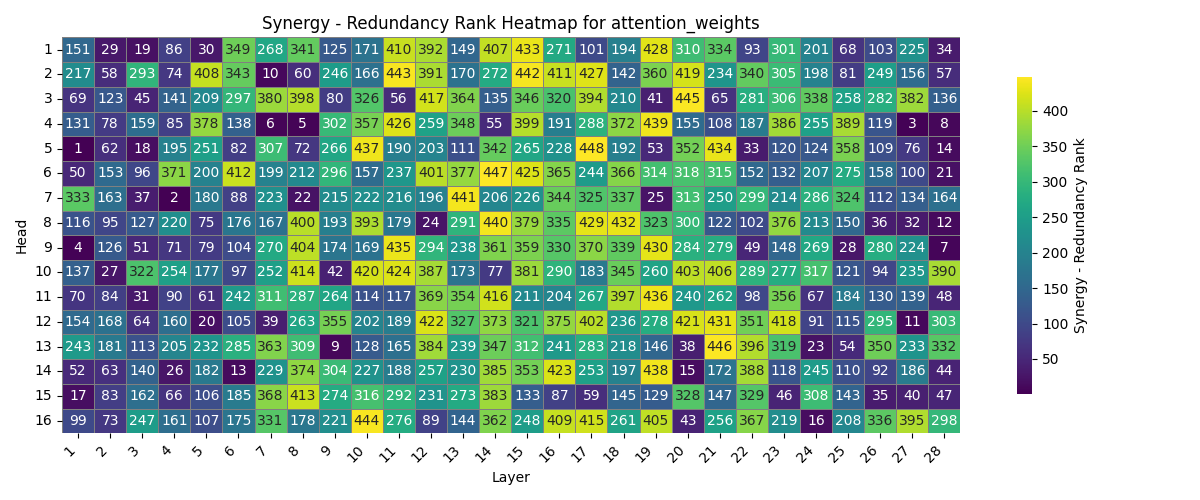 Synergy - Redundancy Rank Heatmap for attention_weights
1 151 29 19 86 30 349 268 341 125 171 410 392 149 407 433 271 101 194 428 310 334 93 301 201 68 103 225 34
2 217 58 293 74 408 343 10 60 246 166 443 391 170 272 442 411 427 142 360 419 234 340 305 198 81 249 156 57
3 69 123 45 141 209 297 380 398 80 326 56 417 364 135 346 320 394 210 41 445 65 281 306 338 258 282 382 136
4 131 78 159 85 378 138 6 5 302 357 426 259 348 55 399 191 288 372 439 155 108 187 386 255 389 119 3 8
5 1 62 18 195 251 82 307 72 266 437 190 203 111 342 265 228 448 192 53 352 434 33 120 124 358 109 76 14
6 50 153 96 371 200 412 199 212 296 157 237 401 377 447 425 365 244 366 314 318 315 152 132 207 275 158 100 21
7 333 163 37 2 180 88 223 22 215 222 216 196 441 206 226 344 325 337 25 313 250 299 214 286 324 112 134 164
8 116 95 127 220 75 176 167 400 193 393 179 24 291 440 379 335 429 432 323 300 122 102 376 213 150 36 32 12
9 4 126 51 71 79 104 270 404 174 169 435 294 238 361 359 330 370 339 430 284 279 49 148 269 28 280 224 7
10 137 27 322 254 177 97 252 414 42 420 424 387 173 77 381 290 183 345 260 403 406 289 277 317 121 94 235 390
11 70 84 31 90 61 242 311 287 264 114 117 369 354 416 211 204 267 397 436 240 262 98 356 67 184 130 139 48
12 154 168 64 160 20 105 39 263 355 202 189 422 327 373 321 375 402 236 278 421 431 351 418 91 115 295 11 303
13 243 181 113 205 232 285 363 309 9 128 165 384 239 347 312 241 283 218 146 38 446 396 319 23 54 350 233 332
14 52 63 140 26 182 13 229 374 304 227 188 257 230 385 353 423 253 197 438 15 172 388 118 245 110 92 186 44
15 17 83 162 66 106 185 368 413 274 316 292 231 273 383 133 87 59 145 129 328 147 329 46 308 143 35 40 47
16 99 73 247 161 107 175 331 178 221 444 276 89 144 362 248 409 415 261 405 43 256 367 219 16 208 336 395 298
1 2 3 4 5 6 7 8 9 10 11 12 13 14 15 16 17 18 19 20 21 22 23 24 25 26 27 28
Layer
Head
400
350
300
250
200
150
100
50
Synergy - Redundancy Rank